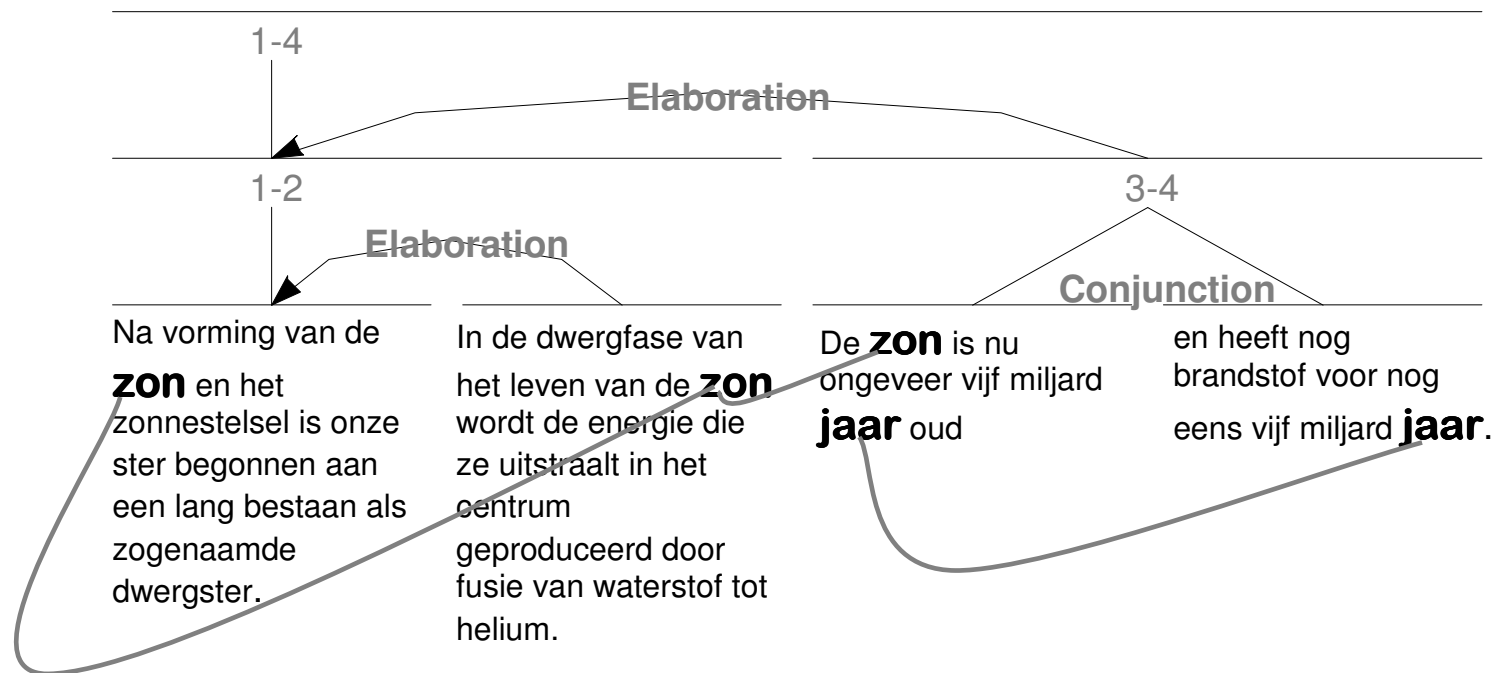 1-4
Elaboration
1-2
3-4
Elaboration
Conjunction
Na vorming van de
zon en het
zonnestelsel is onze
ster begonnen aan
een lang bestaan als
zogenaamde
dwergster.
In de dwergfase van
het leven van de zon
wordt de energie die
ze uitstraalt in het
centrum
geproduceerd door
fusie van waterstof tot
helium.
De zon is nu
ongeveer vijf miljard
jaar oud
en heeft nog
brandstof voor nog
eens vijf miljard jaar.